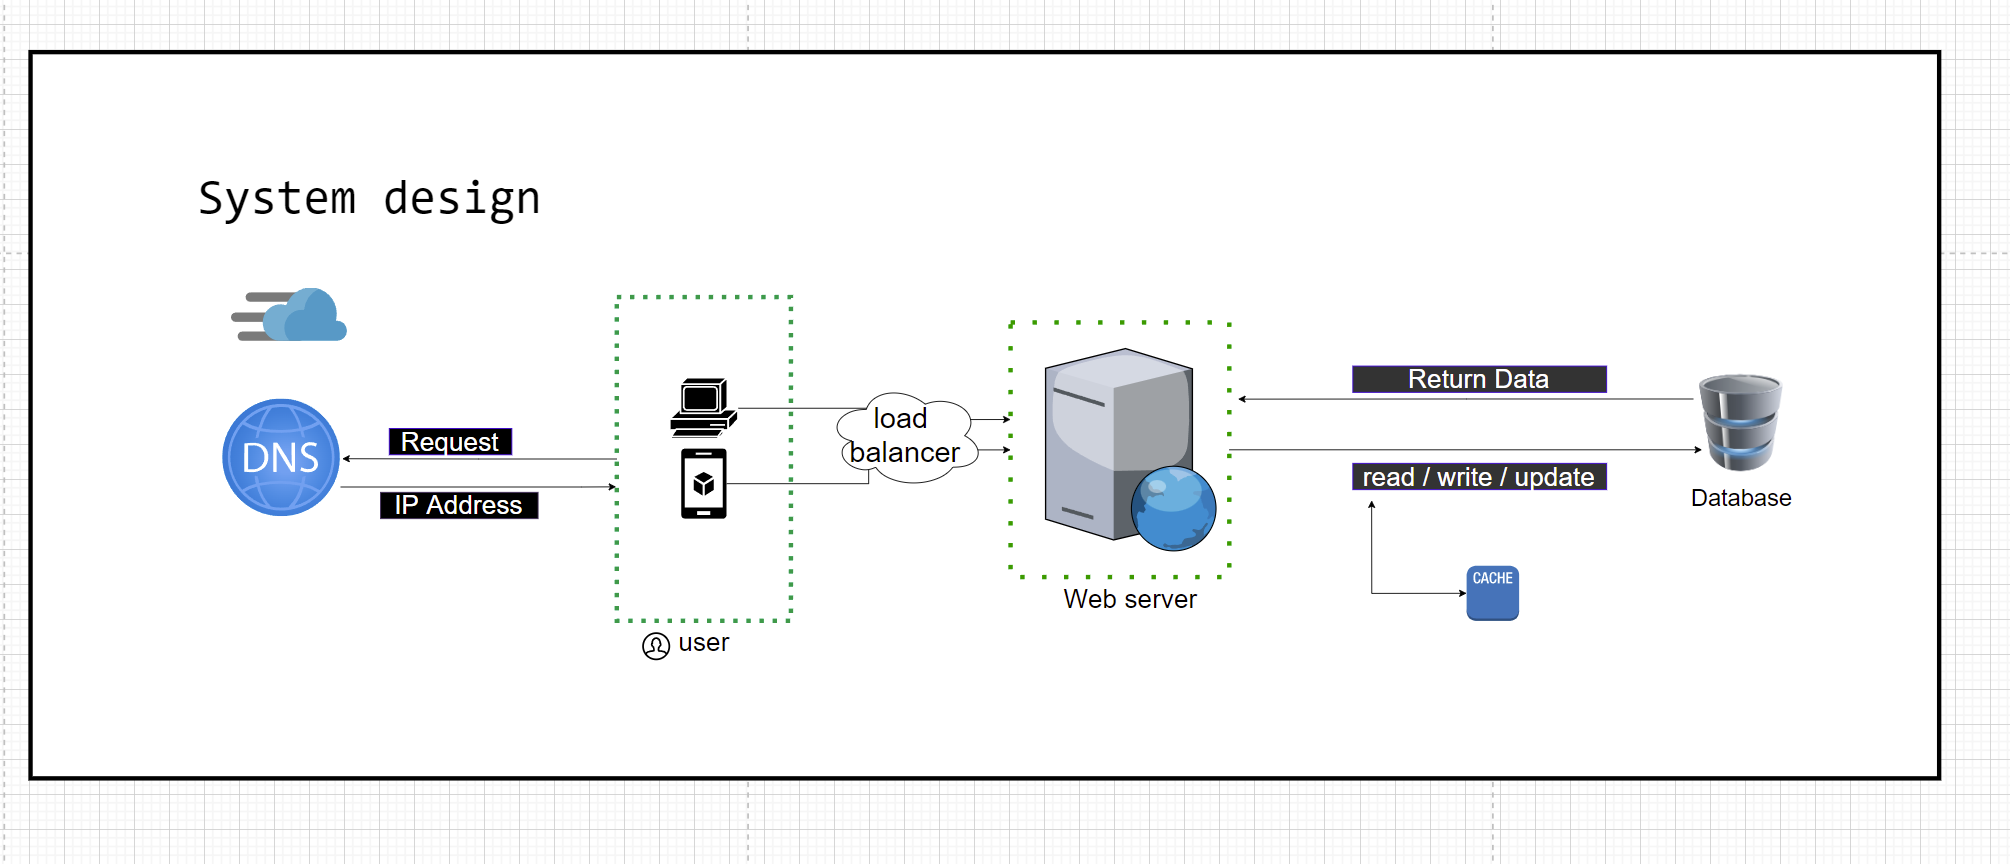 System design
DNS
Request
IP Address
user
load
balancer
Web server
Return Data
read / write / update
Database
CACHE